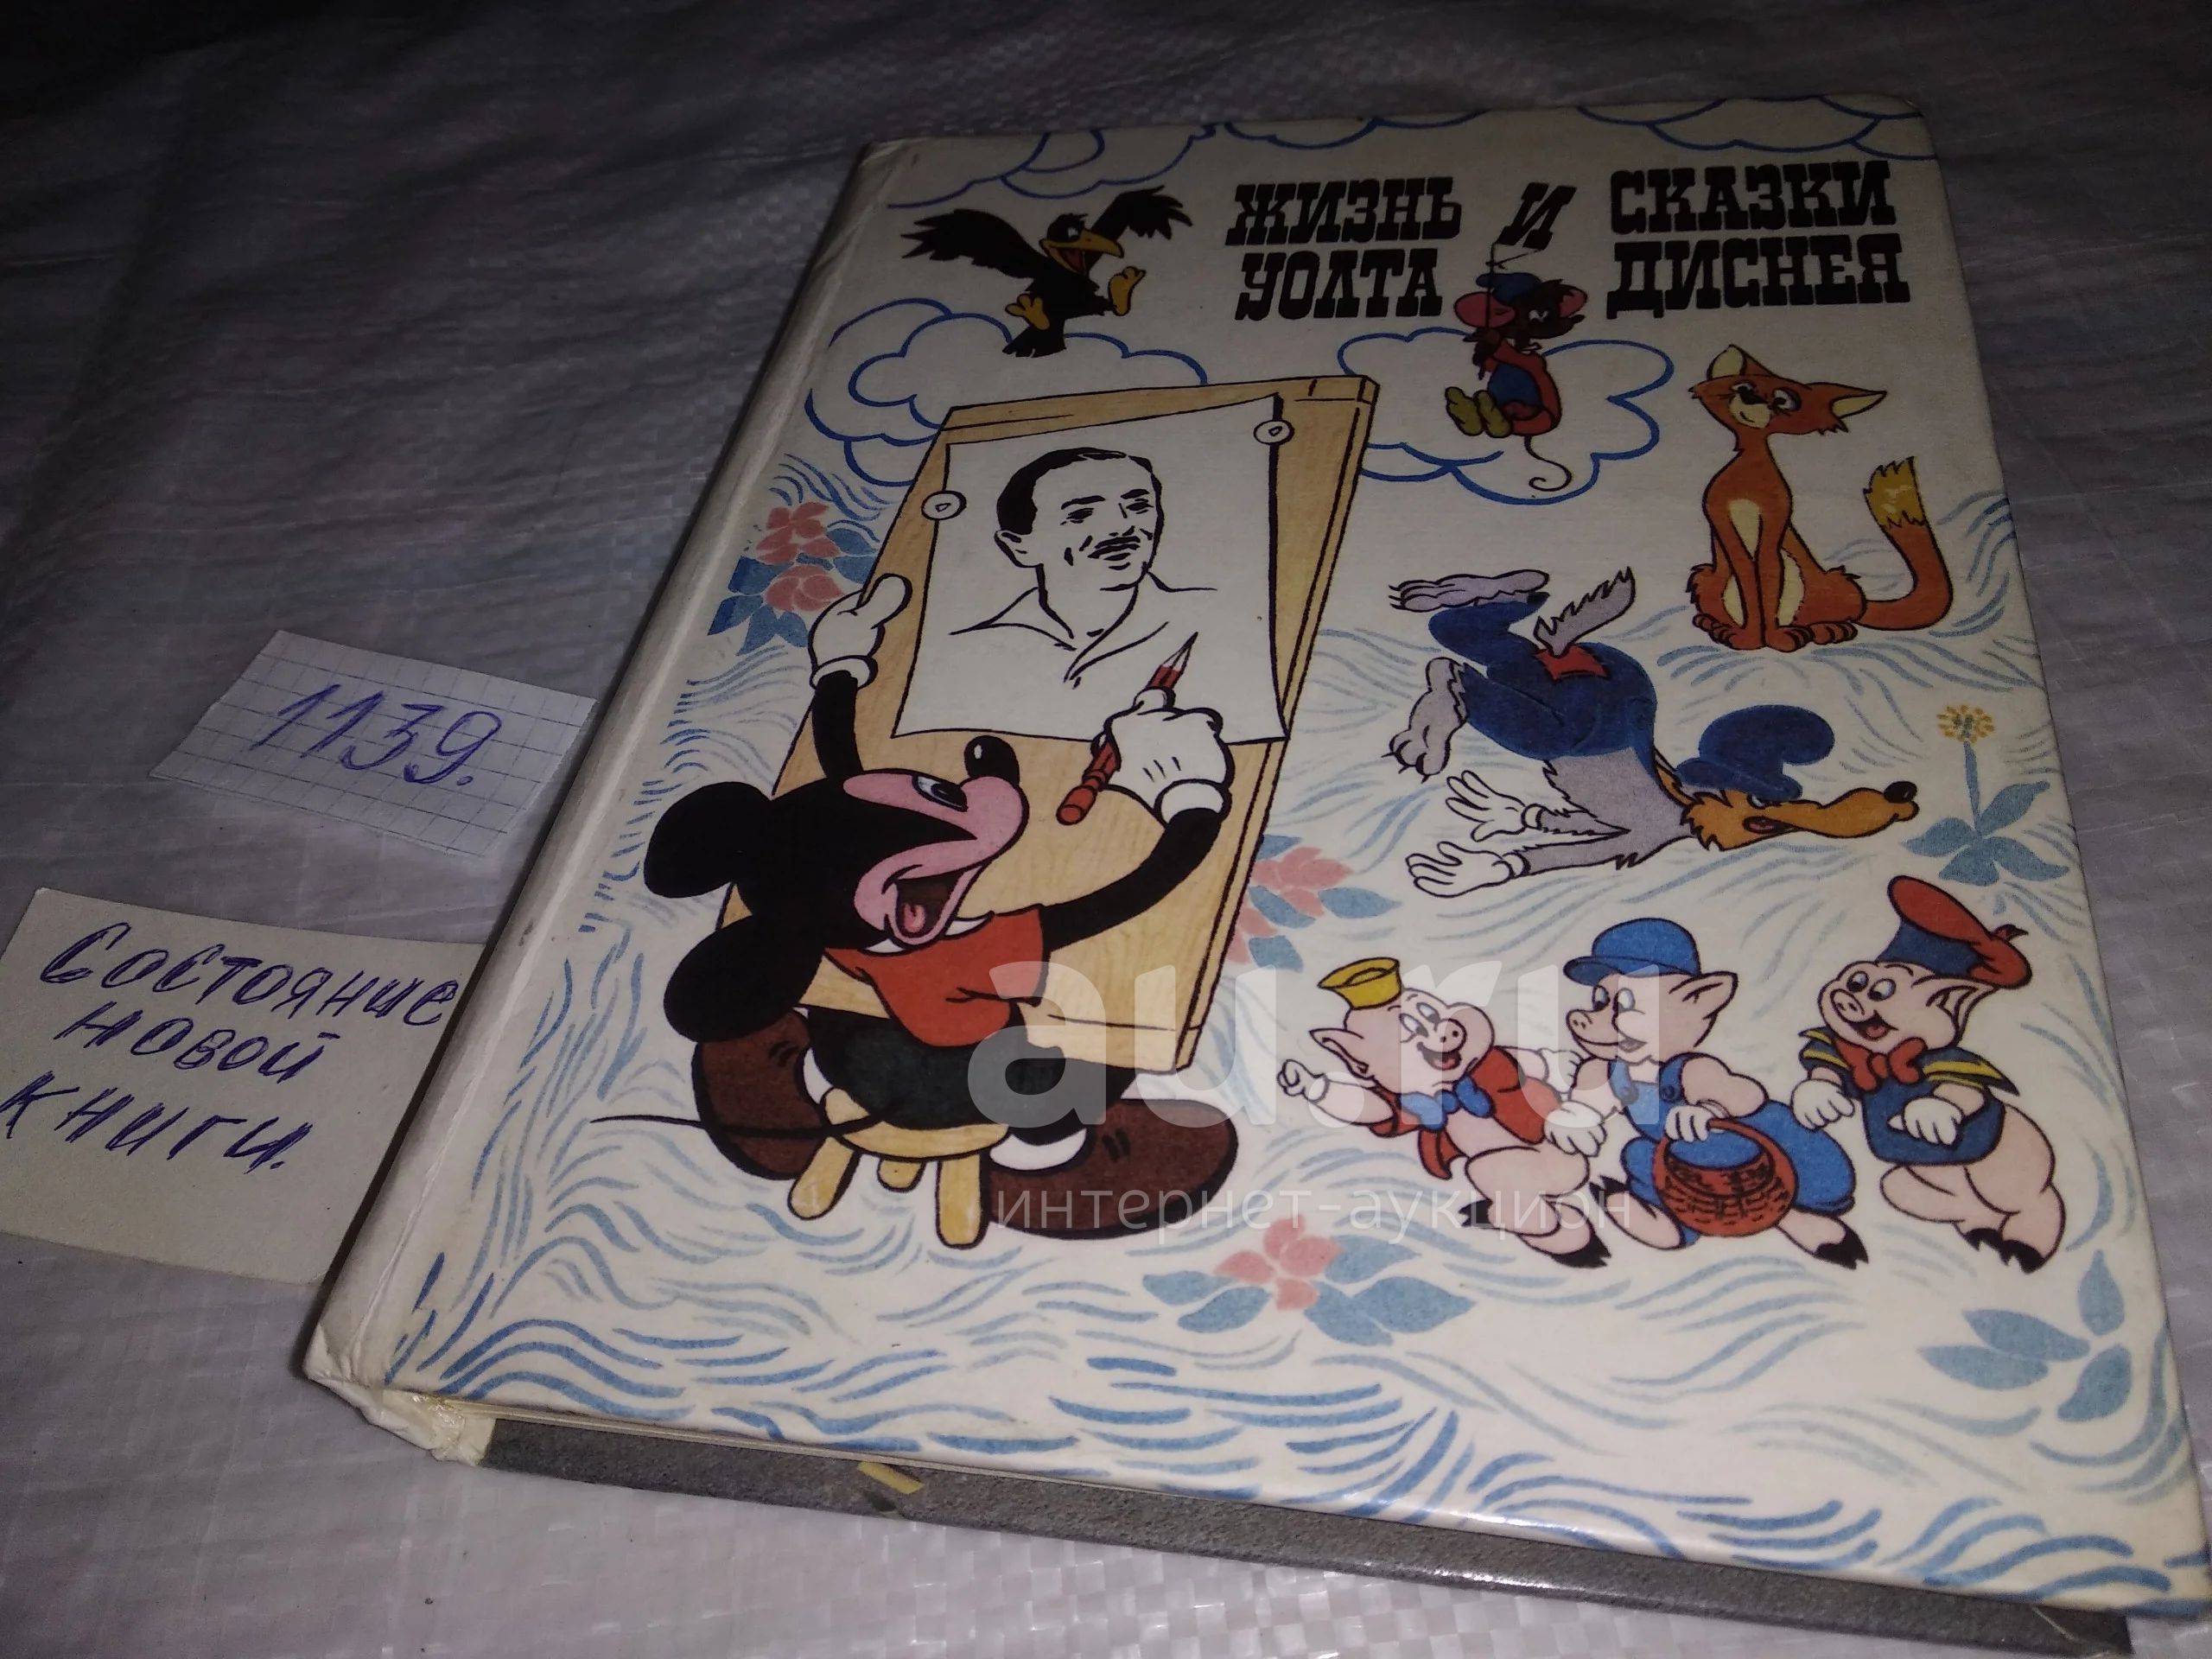 ЖИЗНЬ И СКАЗКИ
УОЛТА ДИСНЕЯ
1139.
Состояние
новой
книги.
au.ru
интернет-аукцион